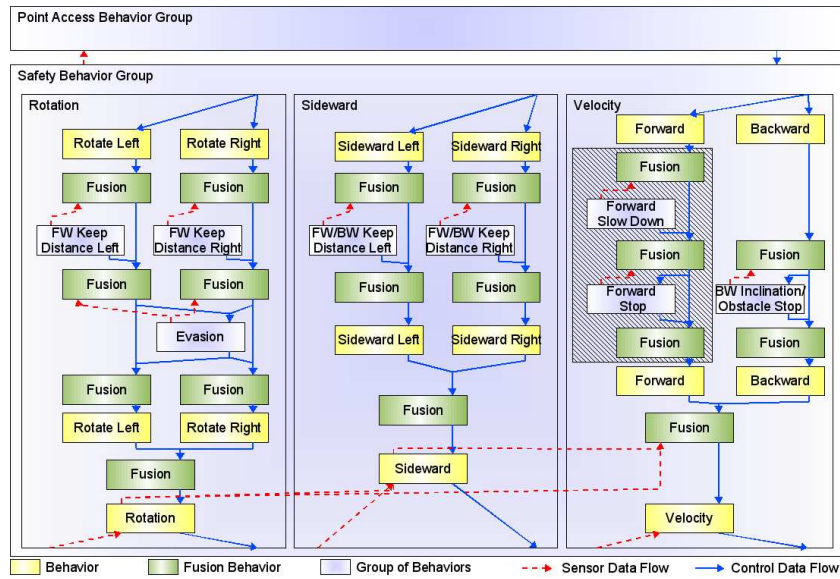 Point Access Behavior Group
Safety Behavior Group
Rotation
Rotate Left
Rotate Right
Fusion
Fusion
FW Keep
Distance Left
FW Keep
Distance Right
Fusion
Fusion
Evasion
Fusion
Fusion
Rotate Left
Rotate Right
Fusion
Rotation
Sideward
Sideward Left
Sideward Right
Fusion
Fusion
FW/BW Keep
Distance Left
FW/BW Keep
Distance Right
Fusion
Fusion
Sideward Left
Sideward Right
Fusion
Sideward
Velocity
Forward
Backward
Fusion
Forward
Slow Down
Fusion
Fusion
Forward
Stop
BW Inclination/
Obstacle Stop
Fusion
Fusion
Forward
Backward
Fusion
Velocity
Behavior
Fusion Behavior
Group of Behaviors
Sensor Data Flow
Control Data Flow